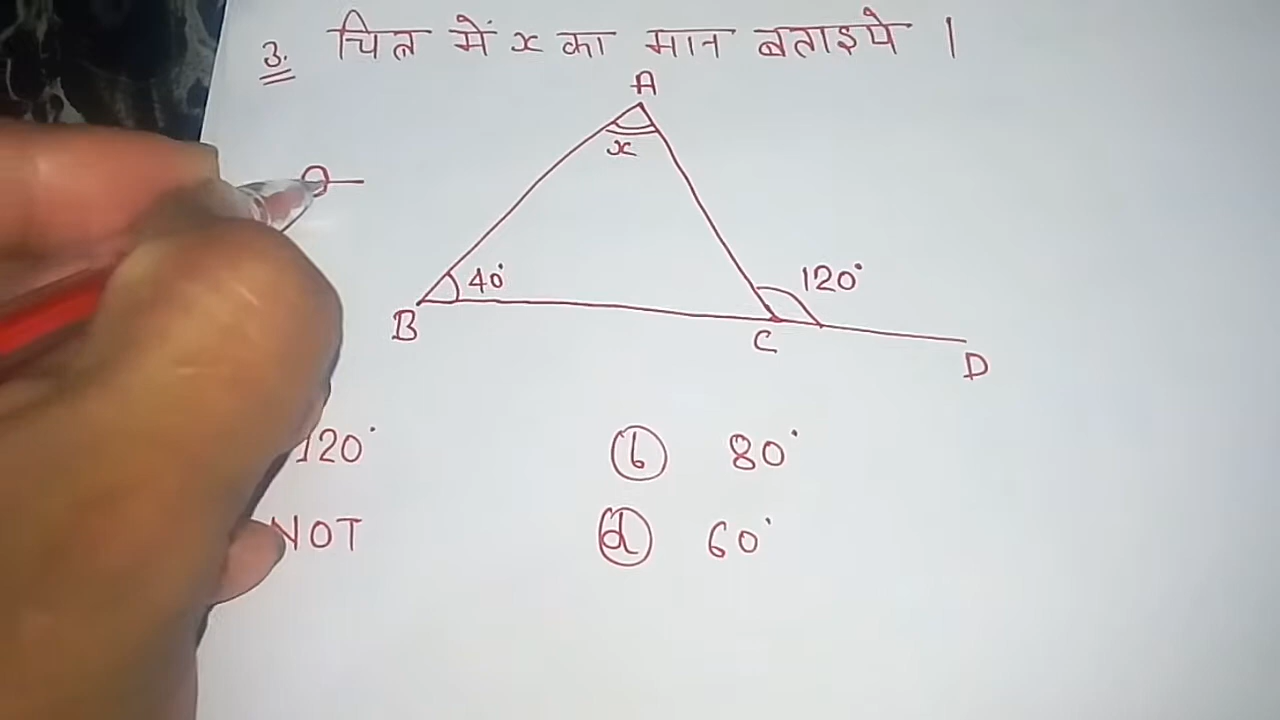 3. चित्र में x का मान बताइये ।
A
x
40°
120°
B
C
D
120°
b 80°
NOT
d 60°